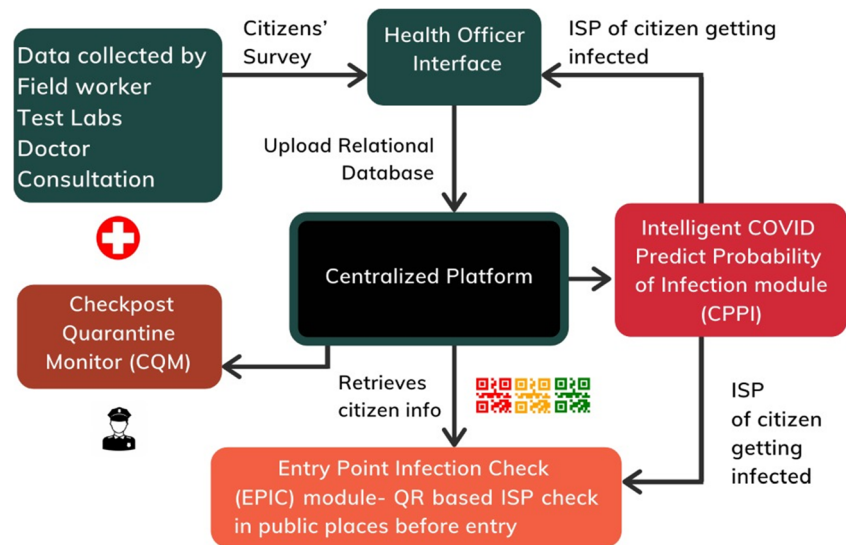 Data collected by
Field worker
Test Labs
Doctor
Consultation
Citizens'
Survey
Health Officer
Interface
ISP of citizen getting
infected
Upload Relational
Database
Centralized Platform
Intelligent COVID
Predict Probability
of Infection module
(CPPI)
Checkpost
Quarantine
Monitor (CQM)
Retrieves
citizen info
ISP
of citizen
getting
infected
Entry Point Infection Check
(EPIC) module- QR based ISP check
in public places before entry